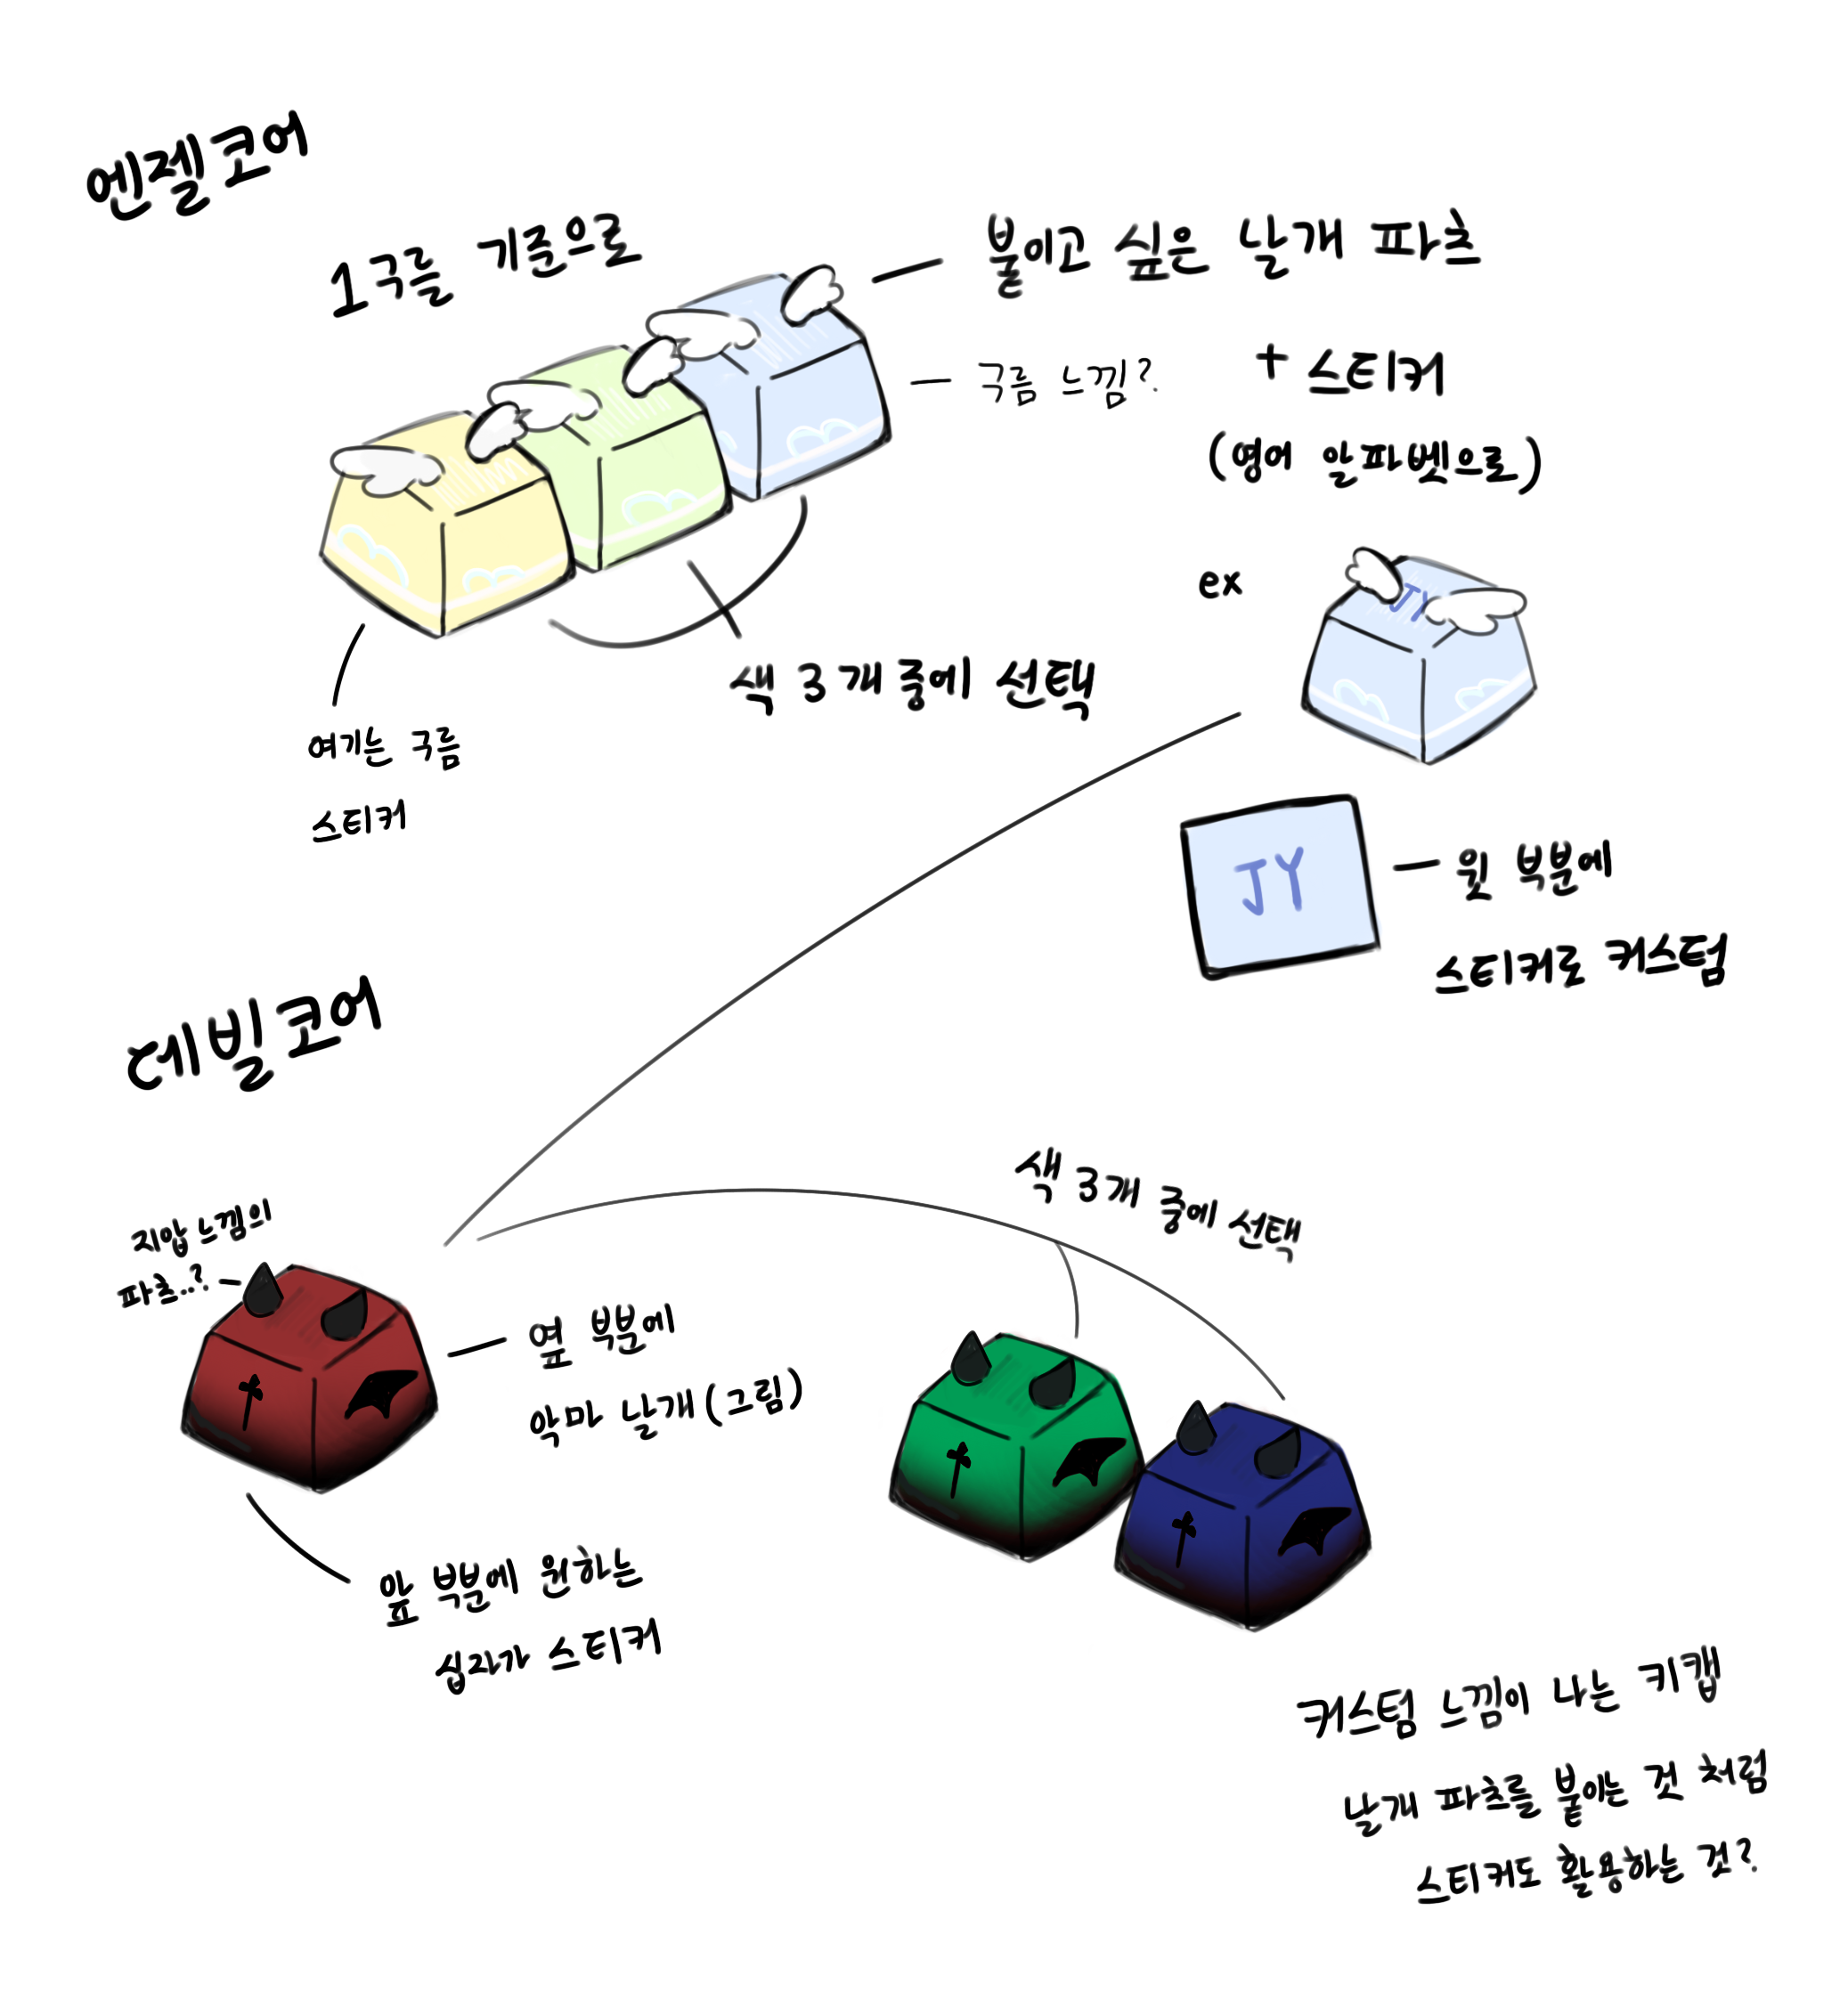 엔젤코어
1구를 기준으로
붙이고 싶은 날개 파츠
구름 느낌?
+ 스티커
(영어 알파벳으로)
ex
JY
색 3개 중에 선택
여기는 구름
스티커
JY
윗 부분에
스티커로 커스텀
데빌코어
색 3개 중에 선택
지압 느낌의
파츠..?
옆 부분에
악마 날개(그림)
앞 부분에 원하는
십자가 스티커
커스텀 느낌이 나는 키캡
날개 파츠를 붙이는 것 처럼
스티커도 활용하는 것?